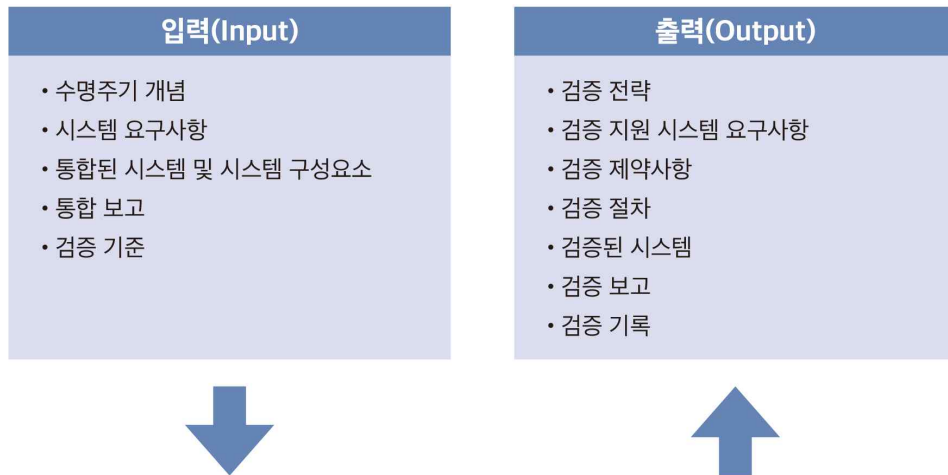 입력(Input)
• 수명주기 개념
• 시스템 요구사항
• 통합된 시스템 및 시스템 구성요소
• 통합 보고
• 검증 기준
출력(Output)
• 검증 전략
• 검증 지원 시스템 요구사항
• 검증 제약사항
• 검증 절차
• 검증된 시스템
• 검증 보고
• 검증 기록